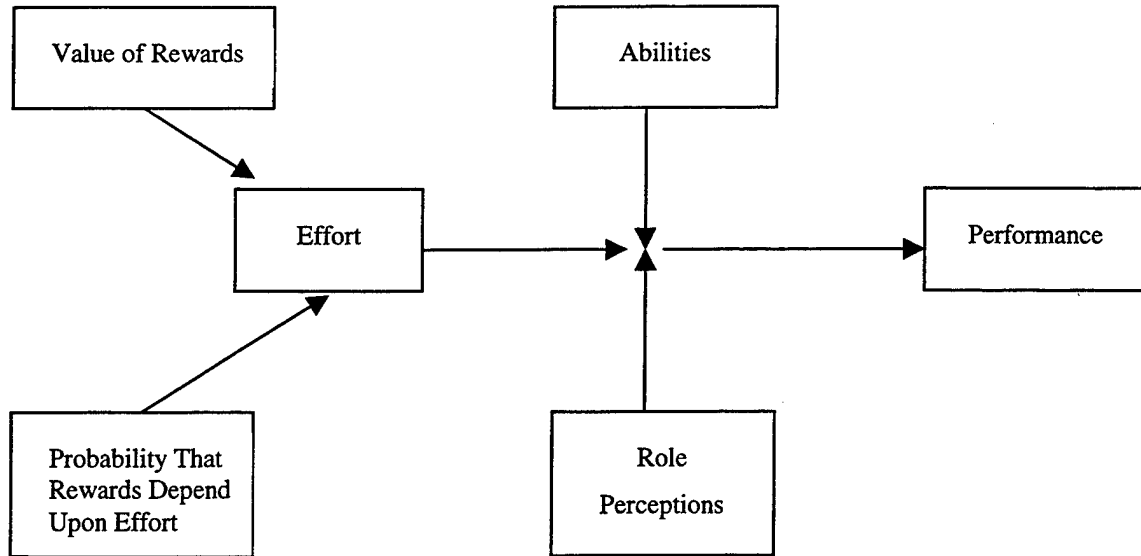 Value of Rewards
Abilities
Effort
Performance
Probability That
Rewards Depend
Upon Effort
Role
Perceptions